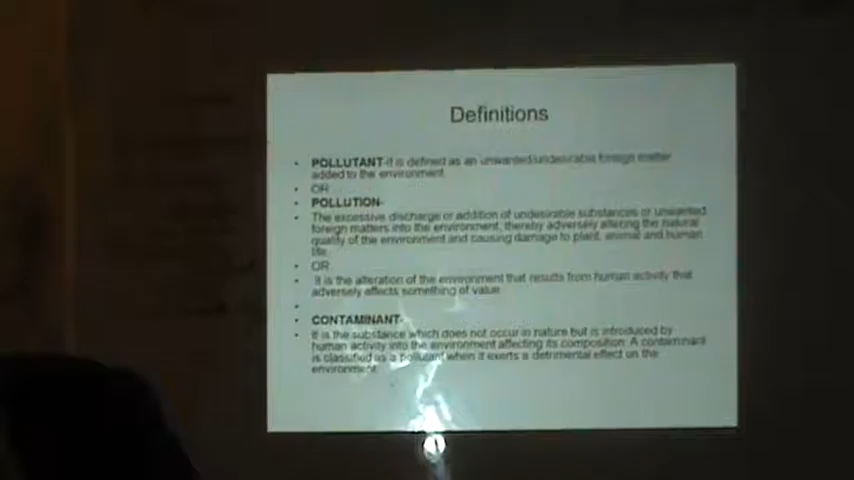 Definitions
• POLLUTANT-It is defined as an unwanted/undesirable foreign matter
added to the environment.
• OR
• POLLUTION-
• The excessive discharge or addition of undesirable substances or unwanted
foreign matters into the environment, thereby adversely altering the natural
quality of the environment and causing damage to plant, animal and human
life.
• OR
• It is the alteration of the environment that results from human activity that
adversely affects something of value.
•
• CONTAMINANT-
• It is the substance which does not occur in nature but is introduced by
human activity into the environment affecting its composition. A contaminant
is classified as a pollutant when it exerts a detrimental effect on the
environment.